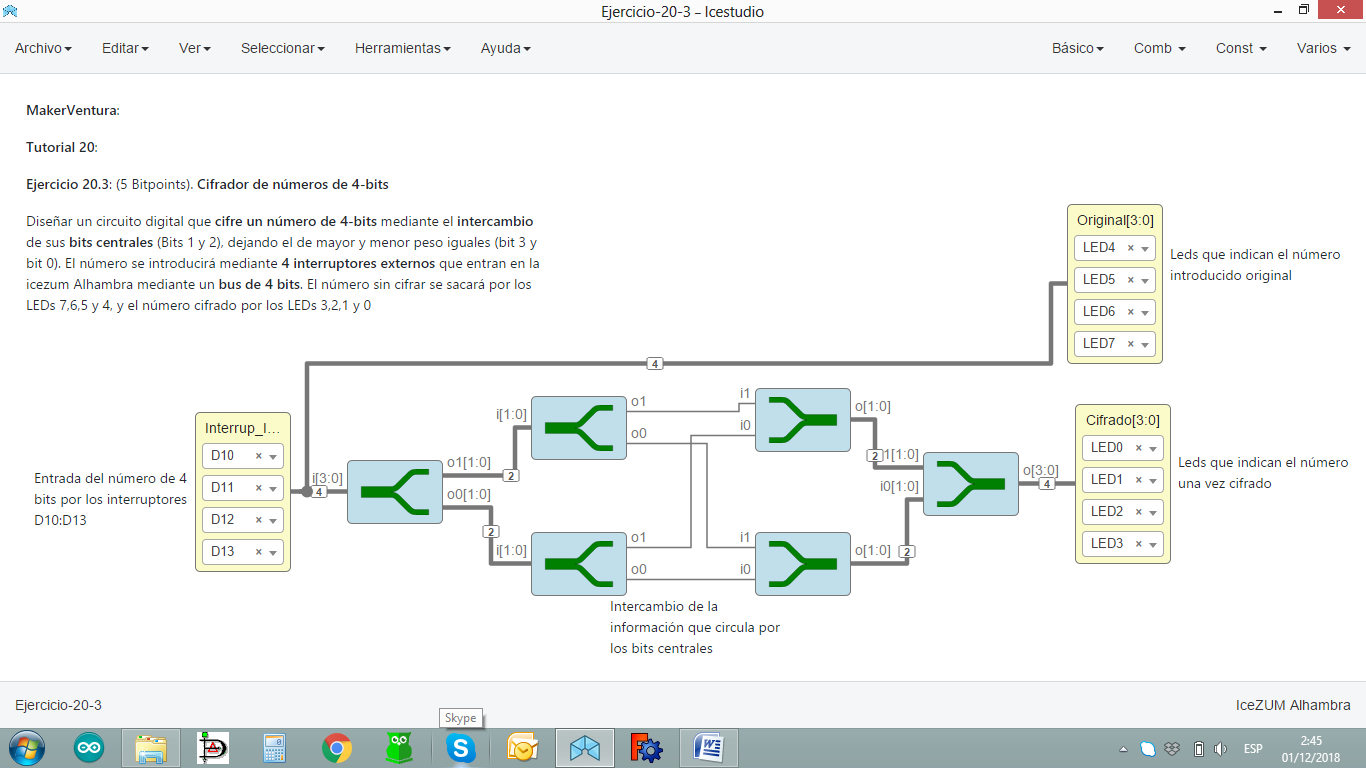 Ejercicio-20-3 – Icestudio
Archivo Editar Ver Seleccionar Herramientas Ayuda Básico Comb Const Varios
MakerVentura:
Tutorial 20:
Ejercicio 20.3: (5 Bitpoints). Cifrador de números de 4-bits
Diseñar un circuito digital que cifre un número de 4-bits mediante el intercambio
de sus bits centrales (Bits 1 y 2), dejando el de mayor y menor peso iguales (bit 3 y
bit 0). El número se introducirá mediante 4 interruptores externos que entran en la
icezum Alhambra mediante un bus de 4 bits. El número sin cifrar se sacará por los
LEDs 7,6,5 y 4, y el número cifrado por los LEDs 3,2,1 y 0
Original[3:0]
LED4
LED5
LED6
LED7
Leds que indican el número
introducido original
4
Entrada del número de 4
bits por los interruptores
D10:D13
Interrup_I...
D10
D11
D12
D13
i[3:0]
4
o1[1:0]
o0[1:0]
2
2
i[1:0]
o1
o0
i[1:0]
o1
o0
i1
i0
o[1:0]
i1
i0
o[1:0]
2
1[1:0]
i0[1:0]
2
o[3:0]
4
Cifrado[3:0]
LED0
LED1
LED2
LED3
Leds que indican el número
una vez cifrado
Intercambio de la
información que circula por
los bits centrales
Ejercicio-20-3 IceZUM Alhambra
Skype
ESP
2:45
01/12/2018